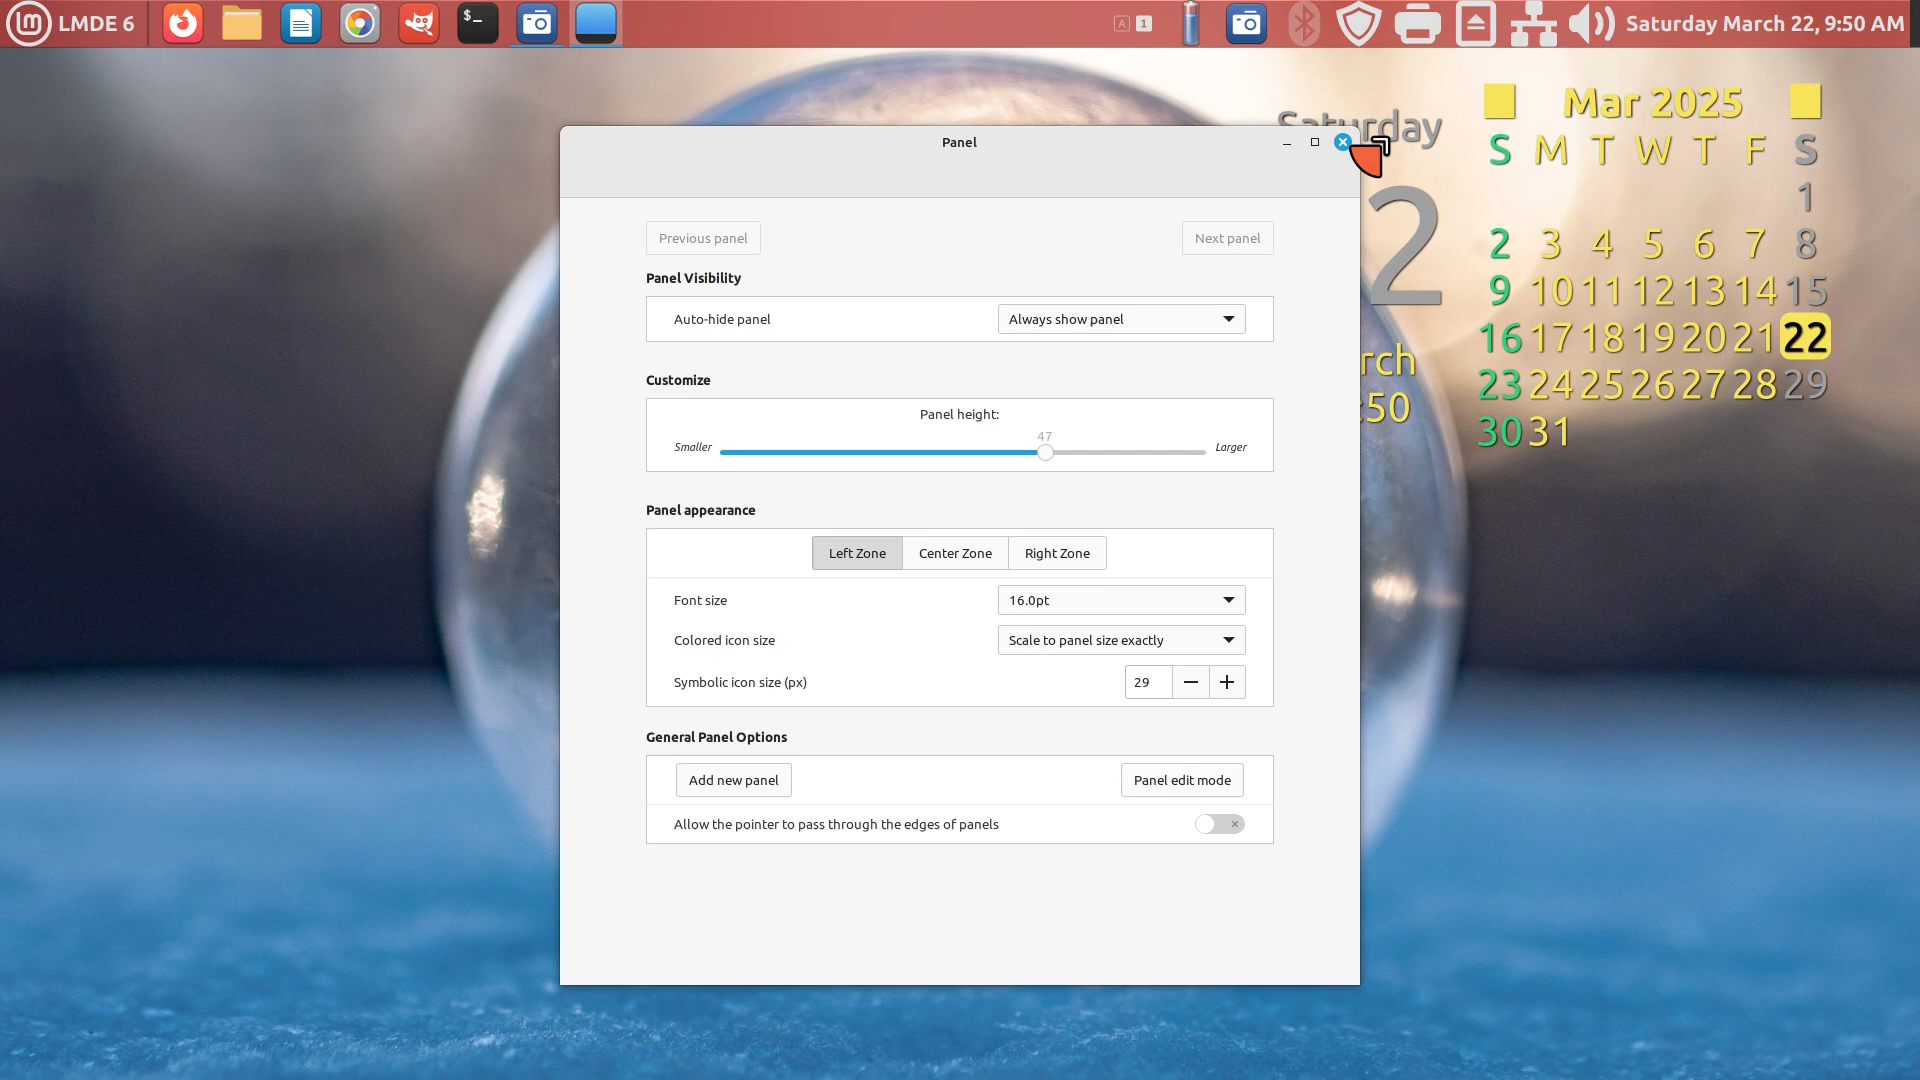 LMDE 6
$_
A 1
Saturday March 22, 9:50 AM
Saturday
2
rch
:50
Mar 2025
S M T W T F S
1
2 3 4 5 6 7 8
9 10 11 12 13 14 15
16 17 18 19 20 21 22
23 24 25 26 27 28 29
30 31
Panel
Previous panel Next panel
Panel Visibility
Auto-hide panel Always show panel
Customize
Panel height:
47
Smaller Larger
Panel appearance
Left Zone Center Zone Right Zone
Font size 16.0pt
Colored icon size Scale to panel size exactly
Symbolic icon size (px) 29
General Panel Options
Add new panel Panel edit mode
Allow the pointer to pass through the edges of panels